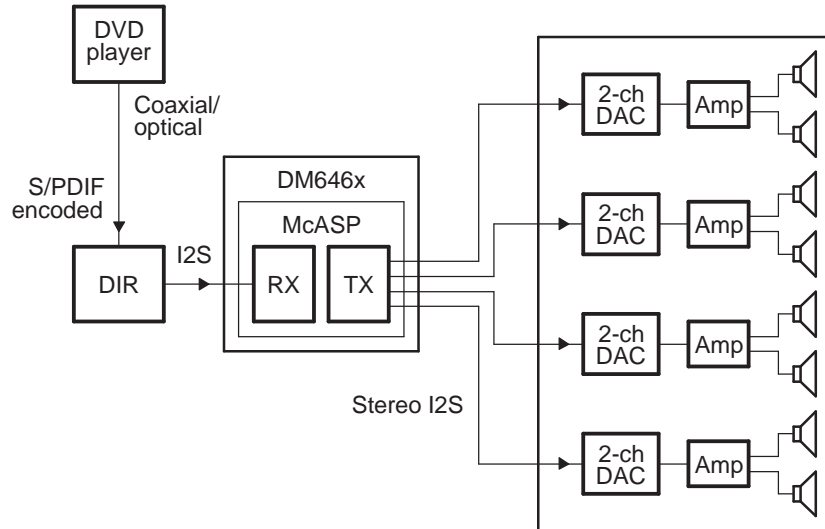 DVD
player
Coaxial/
optical
S/PDIF
encoded
DIR
I2S
DM646x
McASP
RX
TX
Stereo I2S
2-ch
DAC
Amp
2-ch
DAC
Amp
2-ch
DAC
Amp
2-ch
DAC
Amp